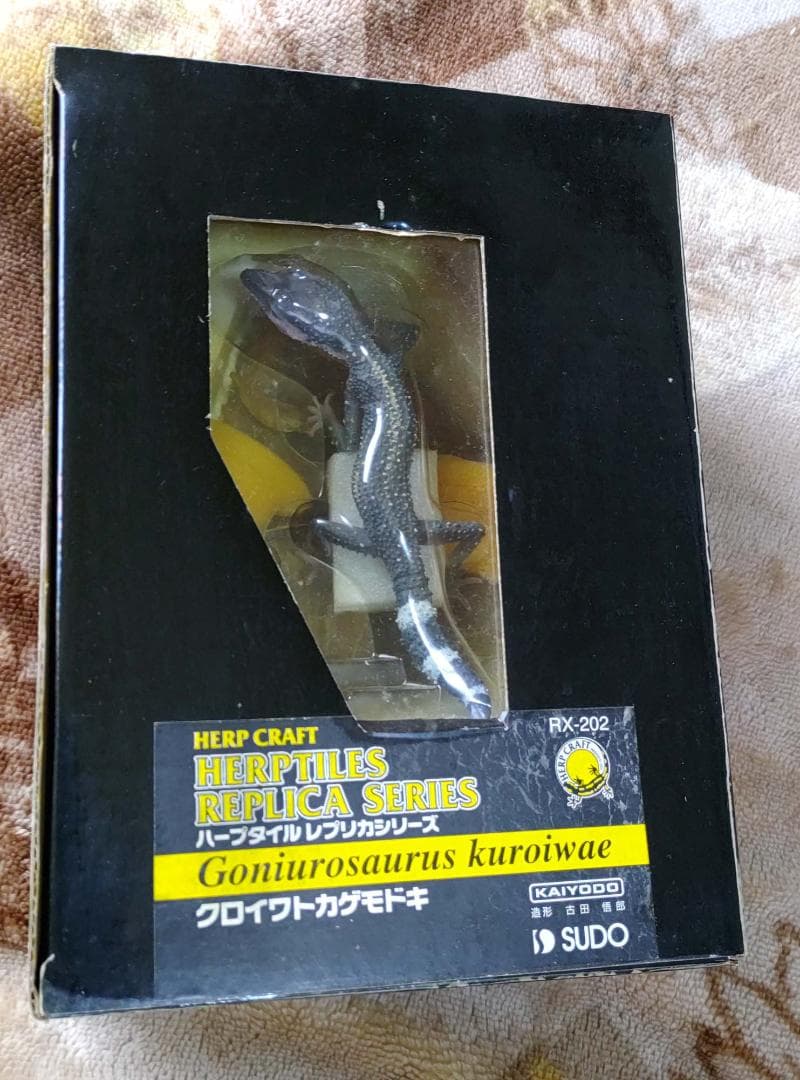 HERP CRAFT
RX-202
HERPTILES
REPLICA SERIES
HERP CRAFT
ハープタイルレプリカシリーズ
Goniurosaurus kuroiwae
クロイワトカゲモドキ
KAIYODO
造形 古田 悟郎
SUDO